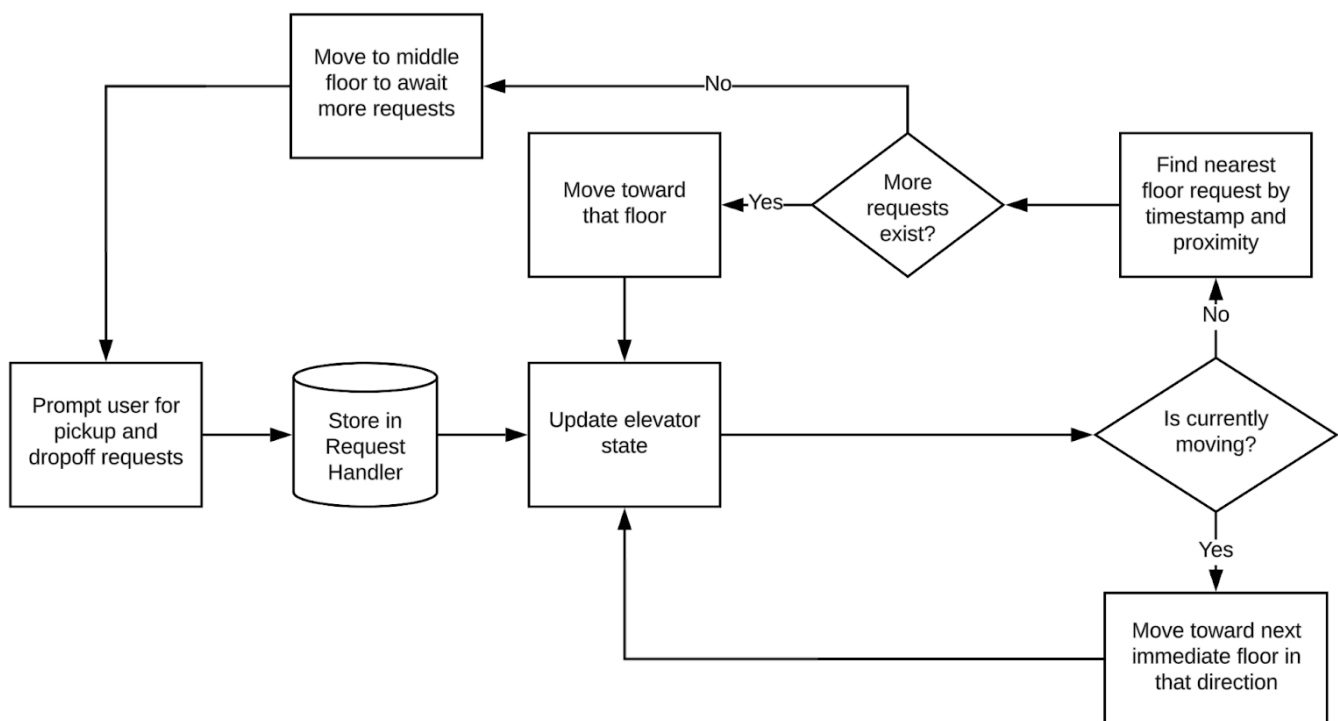 Move to middle
floor to await
more requests
No
Move toward
that floor
Yes
More
requests
exist?
Find nearest
floor request by
timestamp and
proximity
No
Prompt user for
pickup and
dropoff requests
Store in
Request
Handler
Update elevator
state
Is currently
moving?
Yes
Move toward next
immediate floor in
that direction